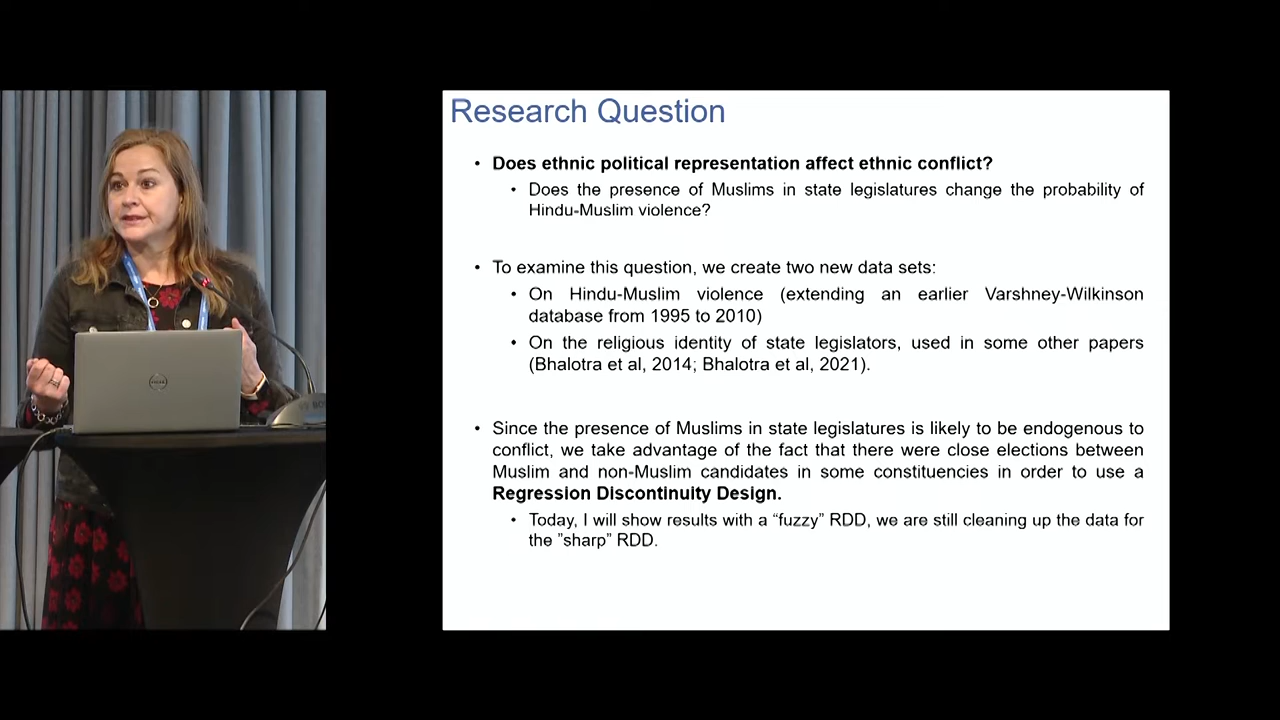 Research Question
• Does ethnic political representation affect ethnic conflict?
• Does the presence of Muslims in state legislatures change the probability of
Hindu-Muslim violence?
• To examine this question, we create two new data sets:
• On Hindu-Muslim violence (extending an earlier Varshney-Wilkinson
database from 1995 to 2010)
• On the religious identity of state legislators, used in some other papers
(Bhalotra et al, 2014; Bhalotra et al, 2021).
• Since the presence of Muslims in state legislatures is likely to be endogenous to
conflict, we take advantage of the fact that there were close elections between
Muslim and non-Muslim candidates in some constituencies in order to use a
Regression Discontinuity Design.
• Today, I will show results with a “fuzzy” RDD, we are still cleaning up the data for
the ”sharp” RDD.